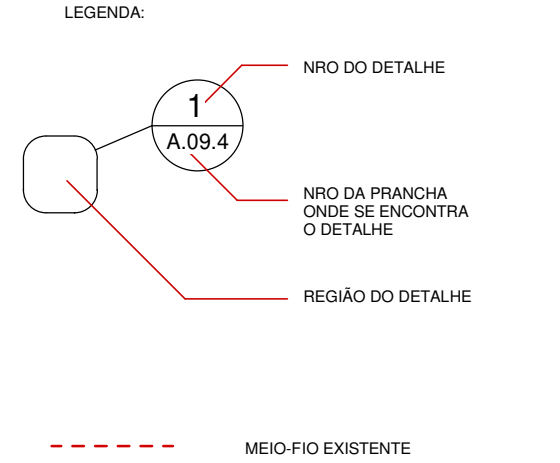 LEGENDA:
NRO DO DETALHE
1
A.09.4
NRO DA PRANCHA
ONDE SE ENCONTRA
O DETALHE
REGIÃO DO DETALHE
MEIO-FIO EXISTENTE